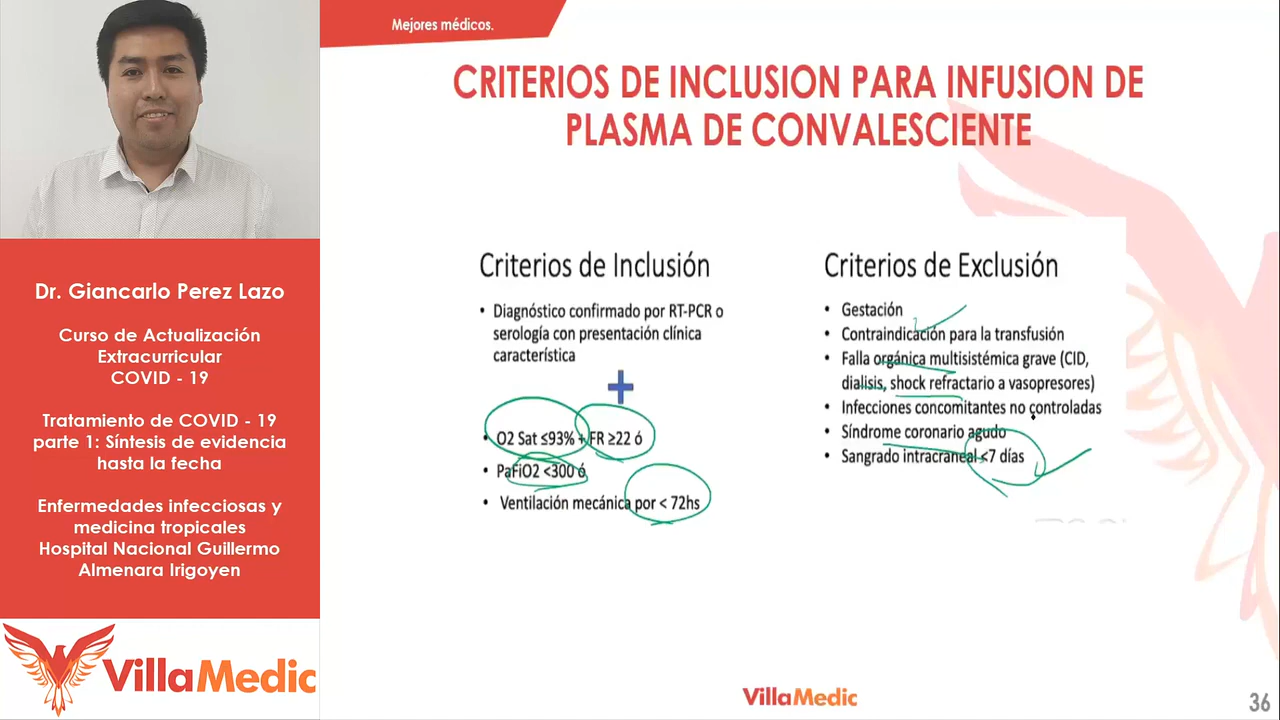 Mejores médicos.
CRITERIOS DE INCLUSION PARA INFUSION DE
PLASMA DE CONVALESCIENTE
Criterios de Inclusión
• Diagnóstico confirmado por RT-PCR o
serología con presentación clínica
característica
• O2 Sat ≤93% + FR ≥22 ó
• PaFiO2 <300 ó
• Ventilación mecánica por < 72hs
Criterios de Exclusión
• Gestación
• Contraindicación para la transfusión
• Falla orgánica multisistémica grave (CID,
dialisis, shock refractario a vasopresores)
• Infecciones concomitantes no controladas
• Síndrome coronario agudo
• Sangrado intracraneal <7 días
Dr. Giancarlo Perez Lazo
Curso de Actualización
Extracurricular
COVID - 19
Tratamiento de COVID - 19
parte 1: Síntesis de evidencia
hasta la fecha
Enfermedades infecciosas y
medicina tropicales
Hospital Nacional Guillermo
Almenara Irigoyen
VillaMedic
VillaMedic
36